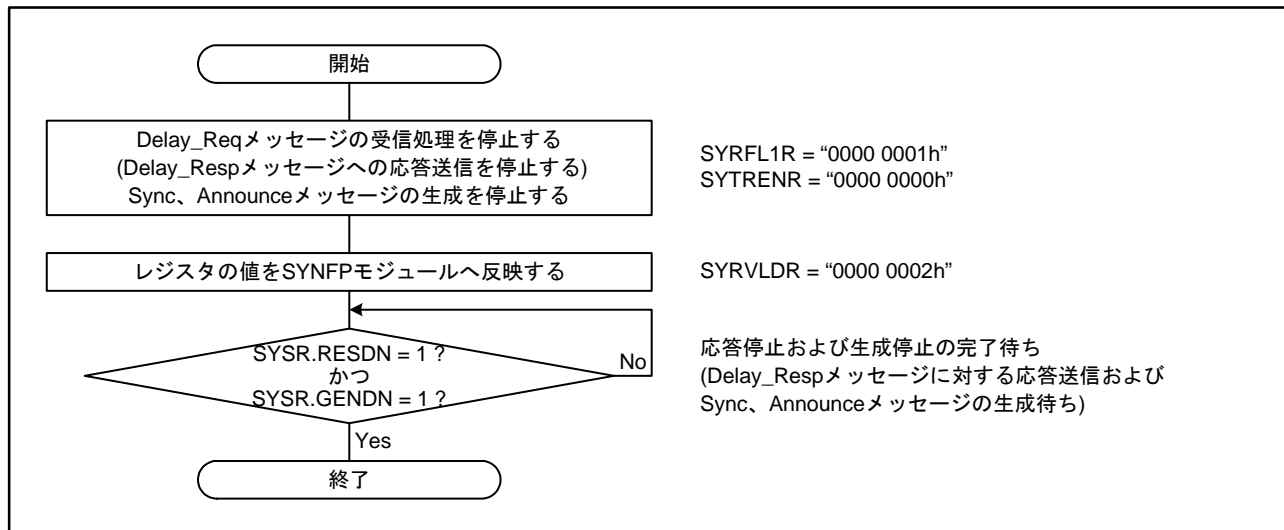 開始
Delay_Reqメッセージの受信処理を停止する
(Delay_Respメッセージへの応答送信を停止する)
Sync、Announceメッセージの生成を停止する
SYRFL1R = “0000 0001h”
SYTRENR = “0000 0000h”
レジスタの値をSYNFPモジュールへ反映する
SYRVLDR = “0000 0002h”
SYSR.RESDN = 1 ?
かつ
SYSR.GENDN = 1 ?
No
応答停止および生成停止の完了待ち
(Delay_Respメッセージに対する応答送信および
Sync、Announceメッセージの生成待ち)
Yes
終了